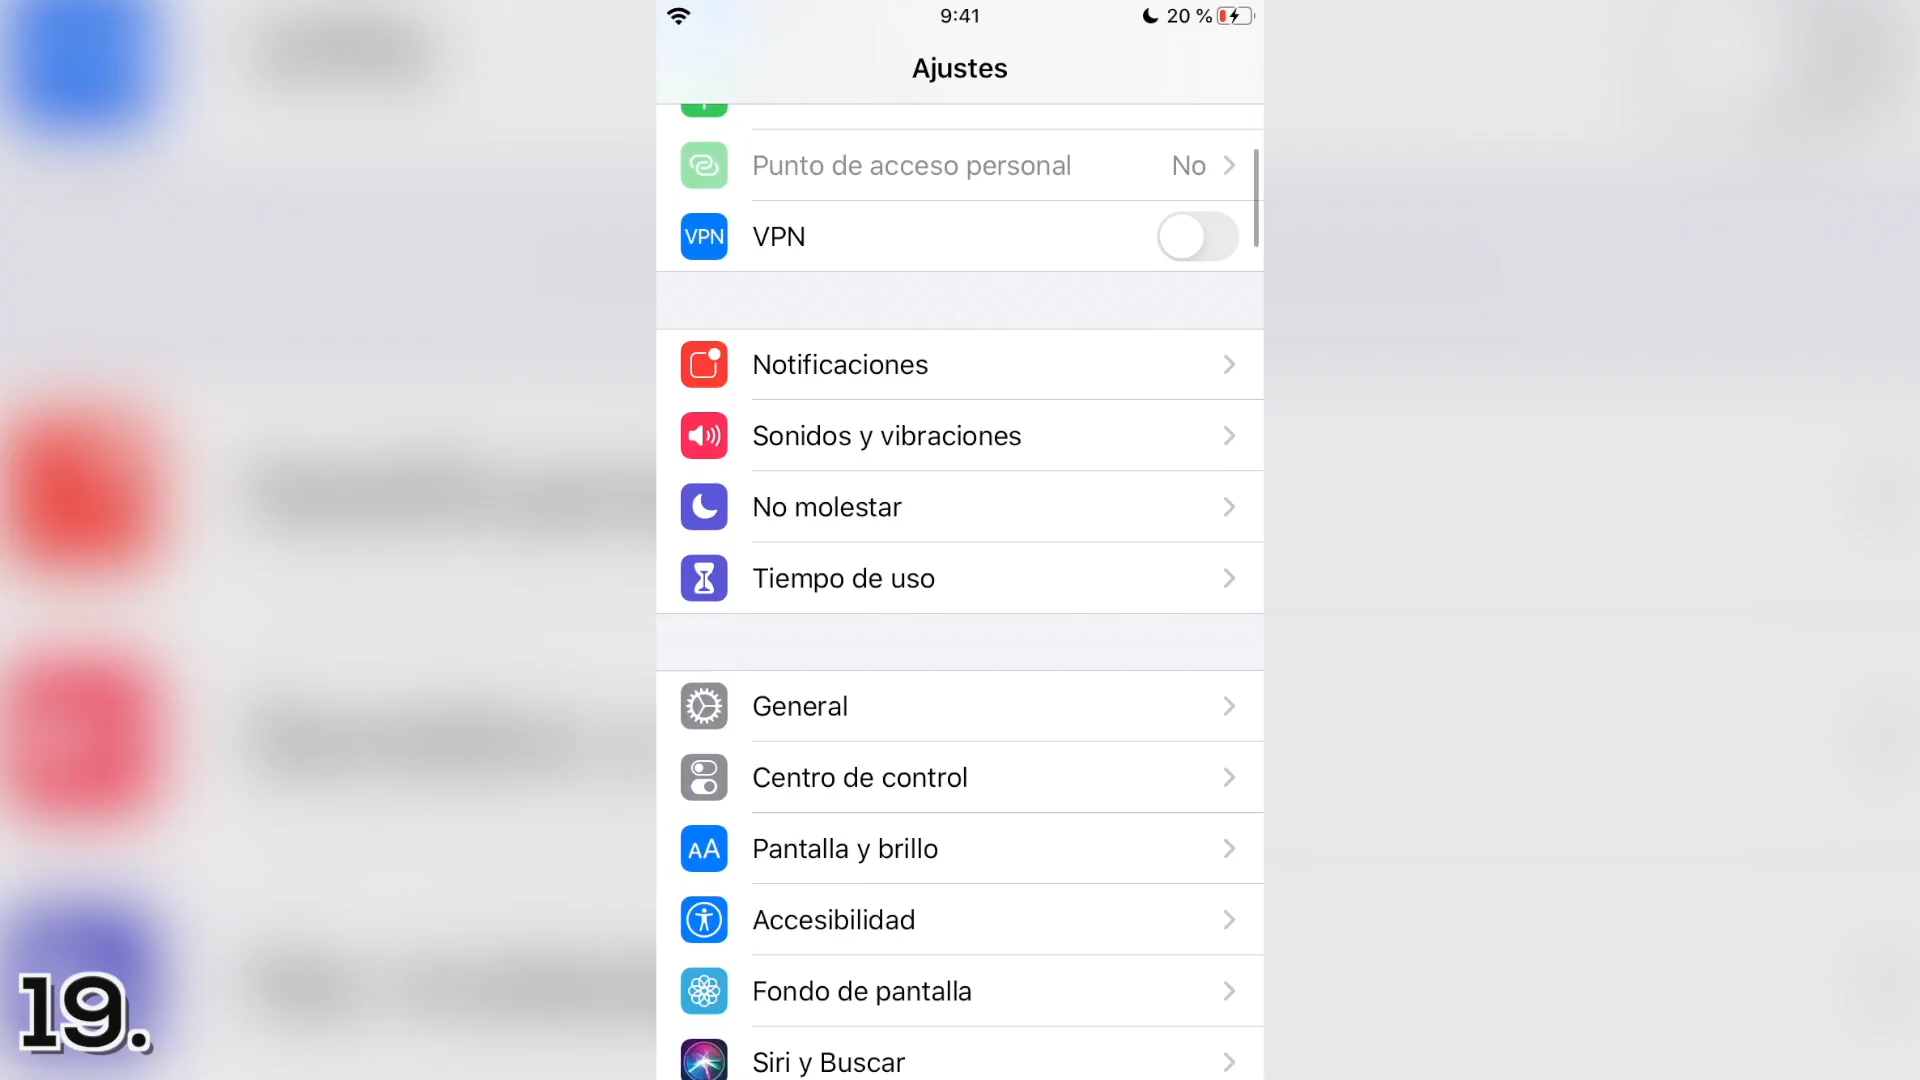 9:41
20 %
Ajustes
Punto de acceso personal
No
VPN
VPN
Notificaciones
Sonidos y vibraciones
No molestar
Tiempo de uso
General
Centro de control
AA
Pantalla y brillo
Accesibilidad
Fondo de pantalla
Siri y Buscar
19.